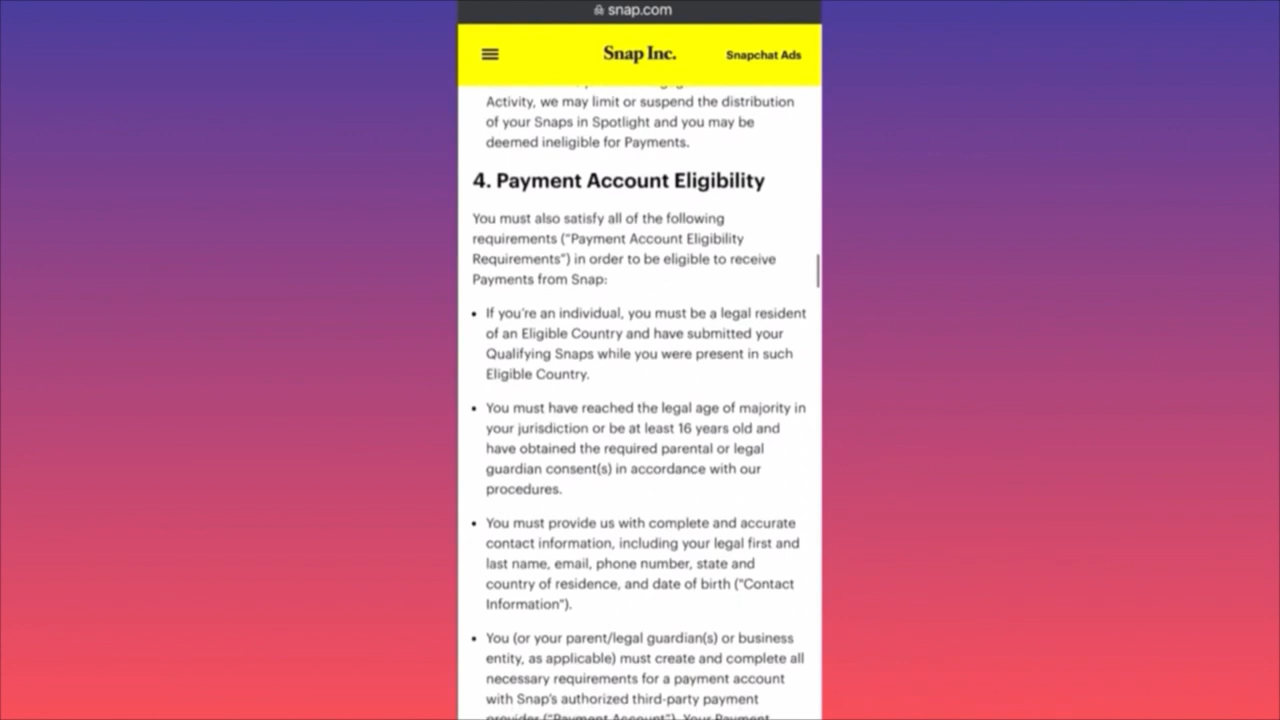 snap.com
Snap Inc.
Snapchat Ads
Activity, we may limit or suspend the distribution
of your Snaps in Spotlight and you may be
deemed ineligible for Payments.
4. Payment Account Eligibility
You must also satisfy all of the following
requirements (“Payment Account Eligibility
Requirements”) in order to be eligible to receive
Payments from Snap:
• If you’re an individual, you must be a legal resident
of an Eligible Country and have submitted your
Qualifying Snaps while you were present in such
Eligible Country.
• You must have reached the legal age of majority in
your jurisdiction or be at least 16 years old and
have obtained the required parental or legal
guardian consent(s) in accordance with our
procedures.
• You must provide us with complete and accurate
contact information, including your legal first and
last name, email, phone number, state and
country of residence, and date of birth (“Contact
Information”).
• You (or your parent/legal guardian(s) or business
entity, as applicable) must create and complete all
necessary requirements for a payment account
with Snap’s authorized third-party payment
provider (“Payment Account”). Your Payment